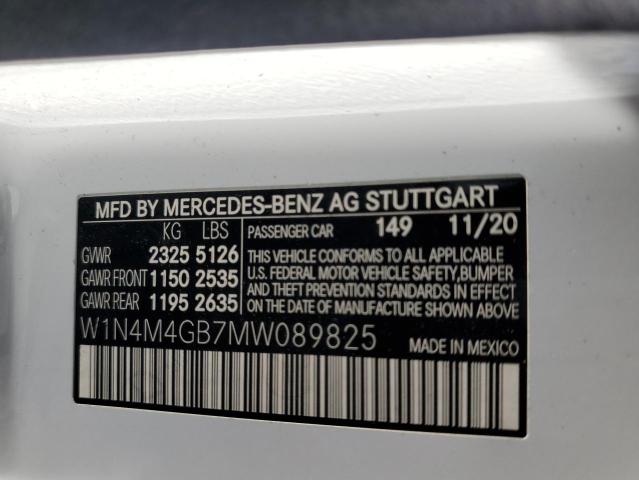 MFD BY MERCEDES-BENZ AG STUTTGART
KG LBS
GVWR 2325 5126
GAWR FRONT 1150 2535
GAWR REAR 1195 2635
PASSENGER CAR 149 11/20
THIS VEHICLE CONFORMS TO ALL APPLICABLE
U.S. FEDERAL MOTOR VEHICLE SAFETY, BUMPER
AND THEFT PREVENTION STANDARDS IN EFFECT
ON THE DATE OF MANUFACTURE SHOWN ABOVE
W1N4M4GB7MW089825
MADE IN MEXICO